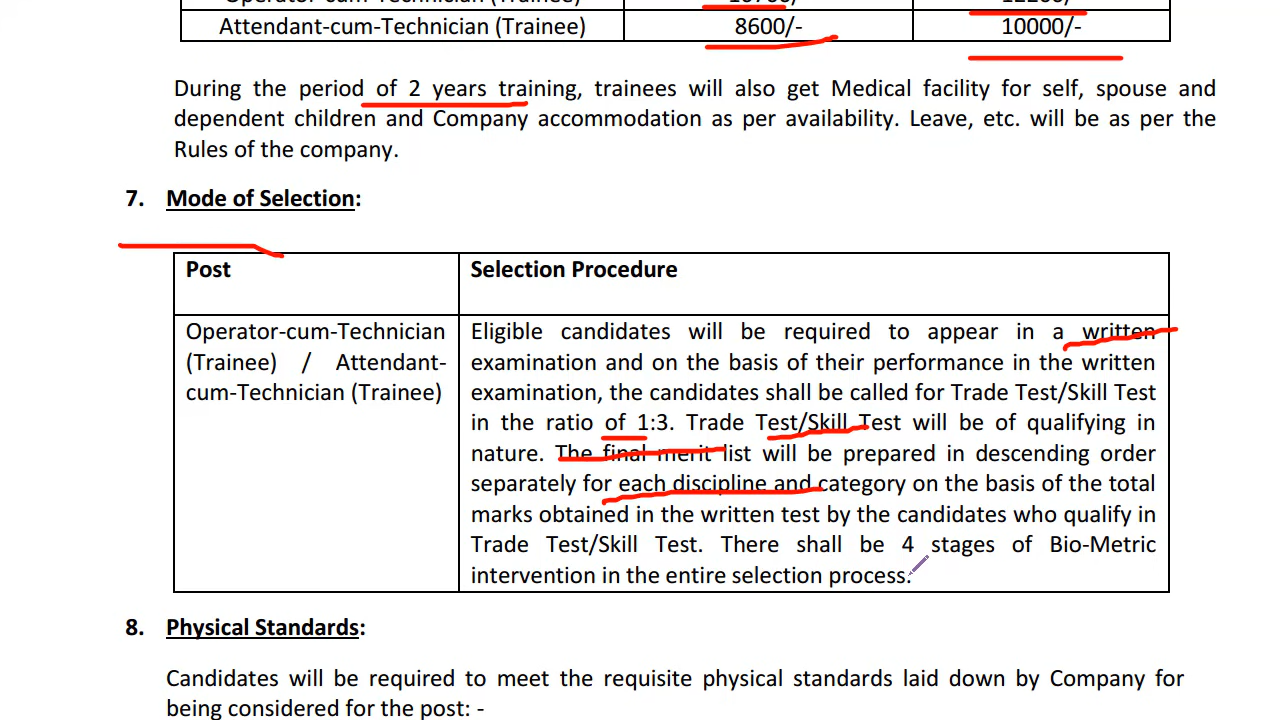 Attendant-cum-Technician (Trainee) 8600/- 10000/-
During the period of 2 years training, trainees will also get Medical facility for self, spouse and
dependent children and Company accommodation as per availability. Leave, etc. will be as per the
Rules of the company.
7. Mode of Selection:
Post Selection Procedure
Operator-cum-Technician
(Trainee) / Attendant-
cum-Technician (Trainee)
Eligible candidates will be required to appear in a written
examination and on the basis of their performance in the written
examination, the candidates shall be called for Trade Test/Skill Test
in the ratio of 1:3. Trade Test/Skill Test will be of qualifying in
nature. The final merit list will be prepared in descending order
separately for each discipline and category on the basis of the total
marks obtained in the written test by the candidates who qualify in
Trade Test/Skill Test. There shall be 4 stages of Bio-Metric
intervention in the entire selection process.
8. Physical Standards:
Candidates will be required to meet the requisite physical standards laid down by Company for
being considered for the post: -